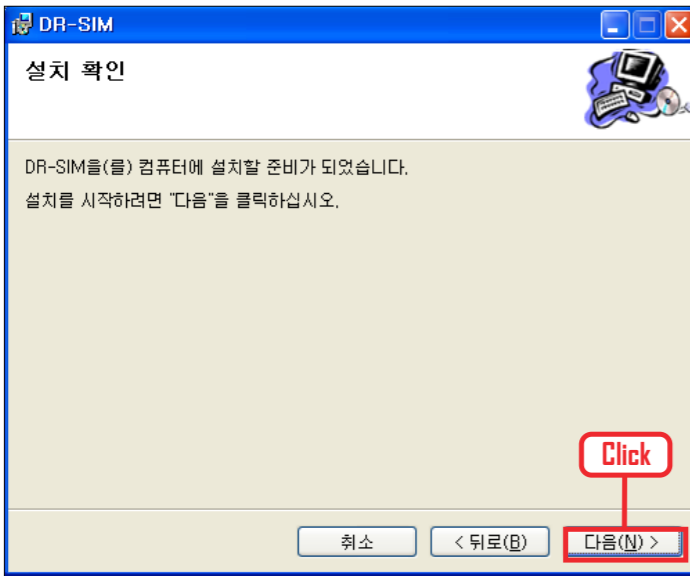 DR-SIM
설치 확인
DR-SIM을(를) 컴퓨터에 설치할 준비가 되었습니다.
설치를 시작하려면 "다음"을 클릭하십시오.
Click
취소
< 뒤로(B)
다음(N) >